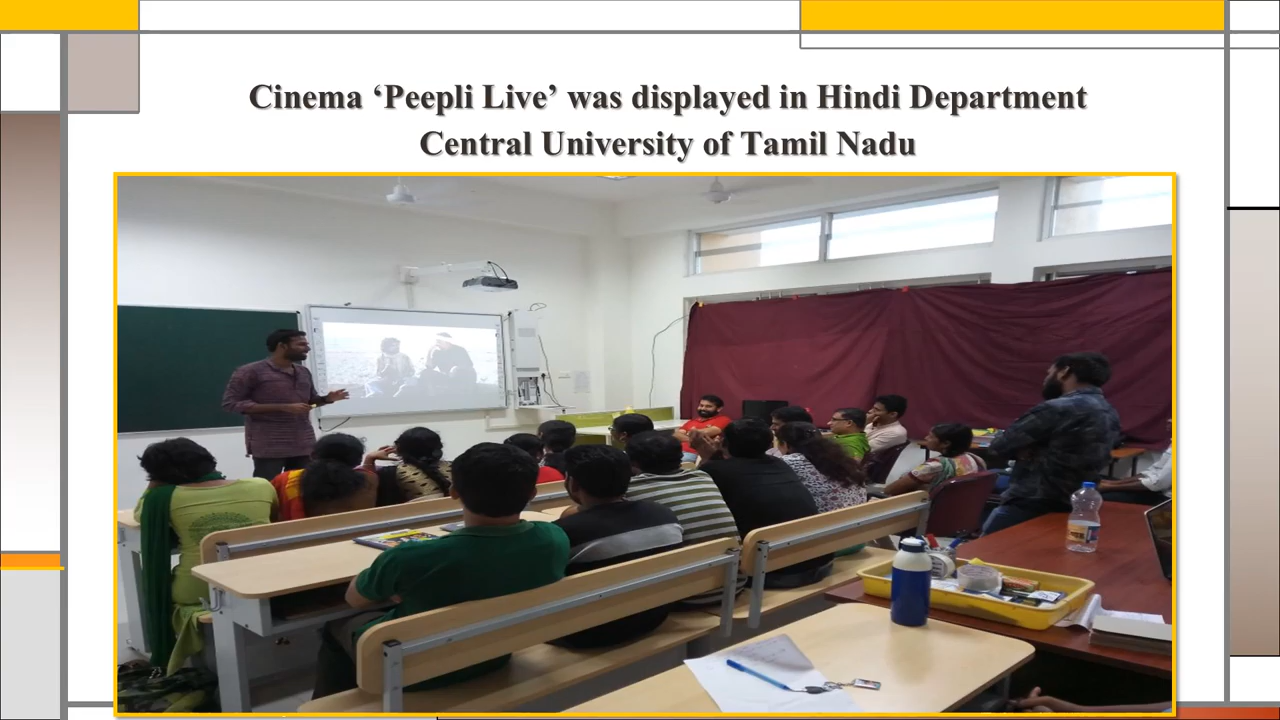 Cinema ‘Peepli Live’ was displayed in Hindi Department
Central University of Tamil Nadu